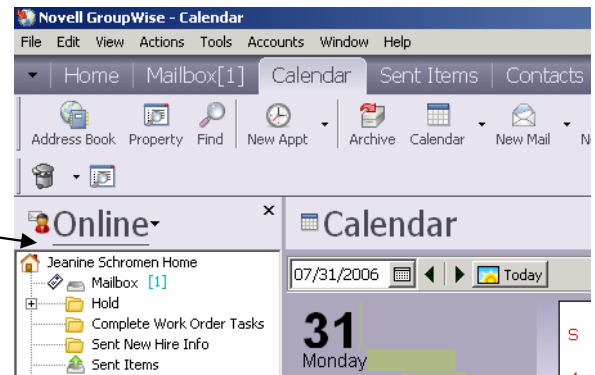 Novell GroupWise - Calendar
File Edit View Actions Tools Accounts Window Help
Home Mailbox[1] Calendar Sent Items Contacts
Address Book Property Find New Appt Archive Calendar New Mail
Online
Calendar
Jeanine Schromen Home
Mailbox [1]
Hold
Complete Work Order Tasks
Sent New Hire Info
Sent Items
07/31/2006 Today
31
Monday
S